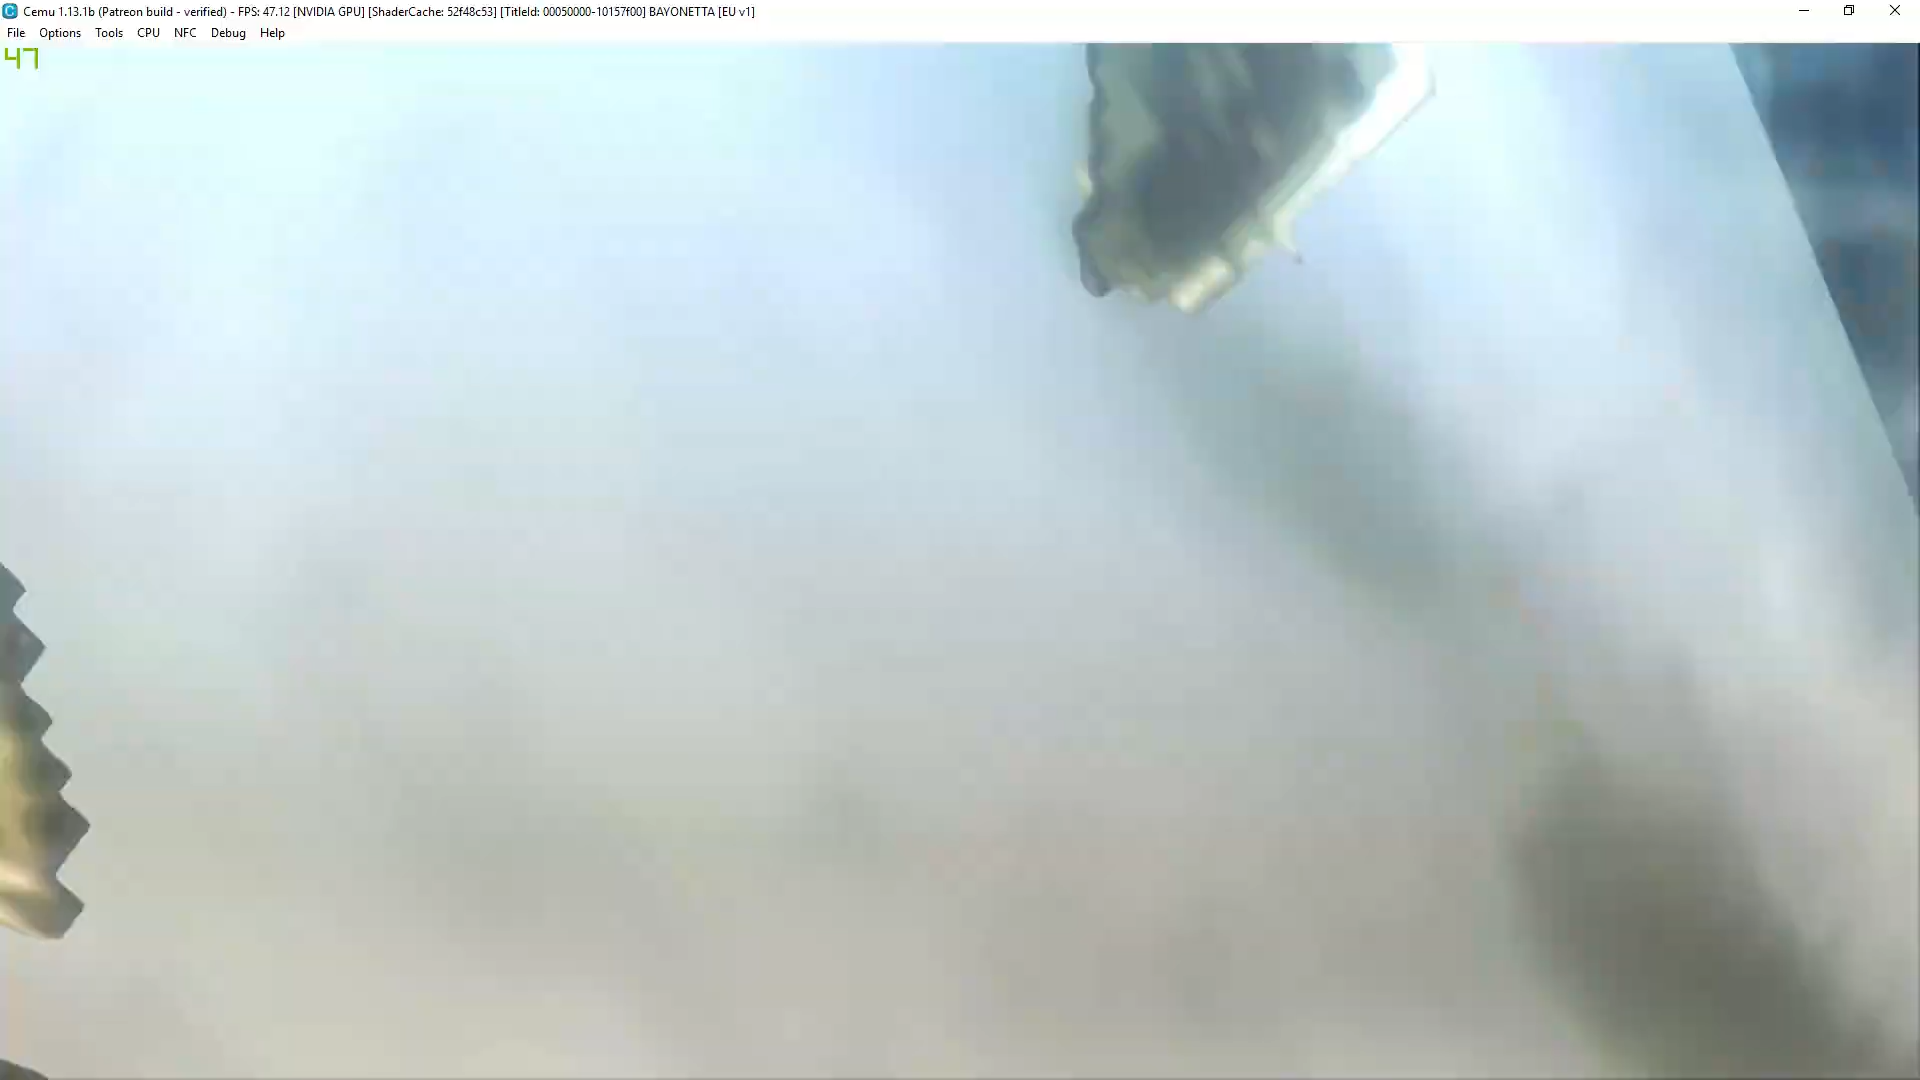 Cemu 1.13.1b (Patreon build - verified) - FPS: 47.12 [NVIDIA GPU] [ShaderCache: 52f48c53] [TitleId: 00050000-10157f00] BAYONETTA [EU v1]
File Options Tools CPU NFC Debug Help
47